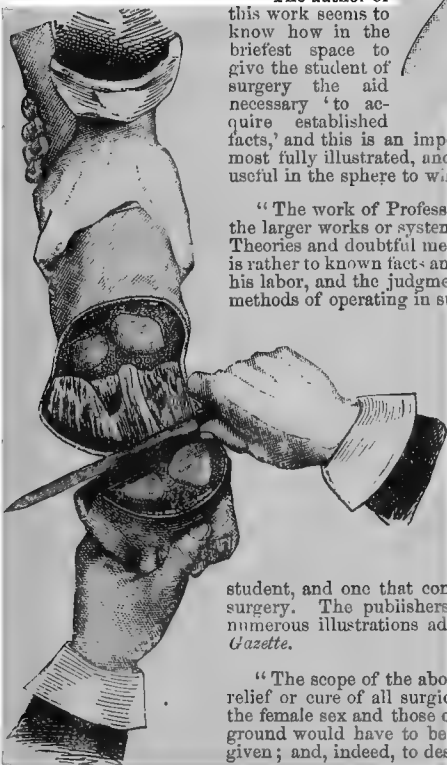 this work seems to
know how in the
briefest space to
give the student of
surgery the aid
necessary ‘to ac-
quire established
facts,’ and this is an imp
most fully illustrated, and
useful in the sphere to
“ The work of Profess
the larger works or system
Theories and doubtful me
is rather to known facts an
his labor, and the judgme
methods of operating in su
student, and one that con
surgery. The publishers
numerous illustrations ad
Gazette.
“ The scope of the abo
relief or cure of all surgic
the female sex and those o
ground would have to be
given ; and, indeed, to des